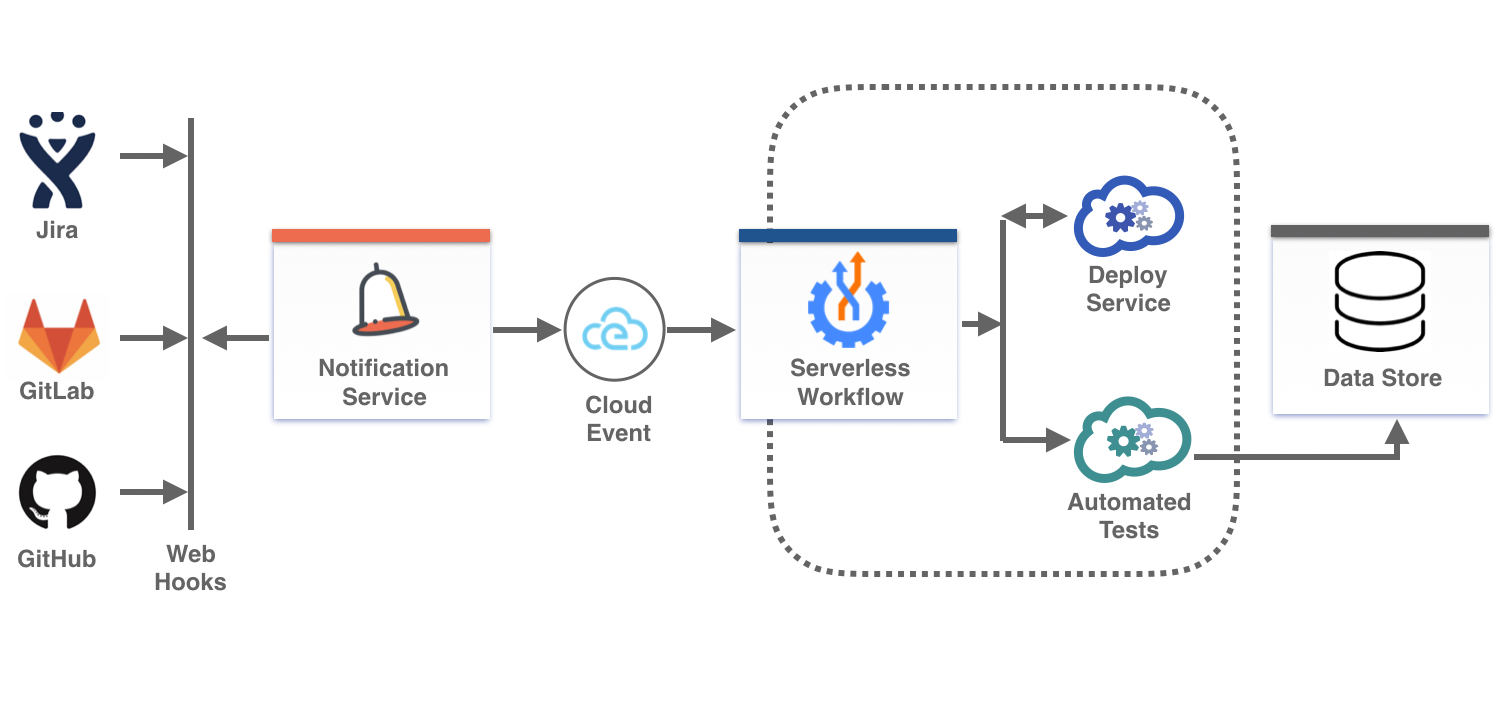 Jira
GitLab
GitHub
Web
Hooks
Notification
Service
Cloud
Event
Serverless
Workflow
Deploy
Service
Automated
Tests
Data Store